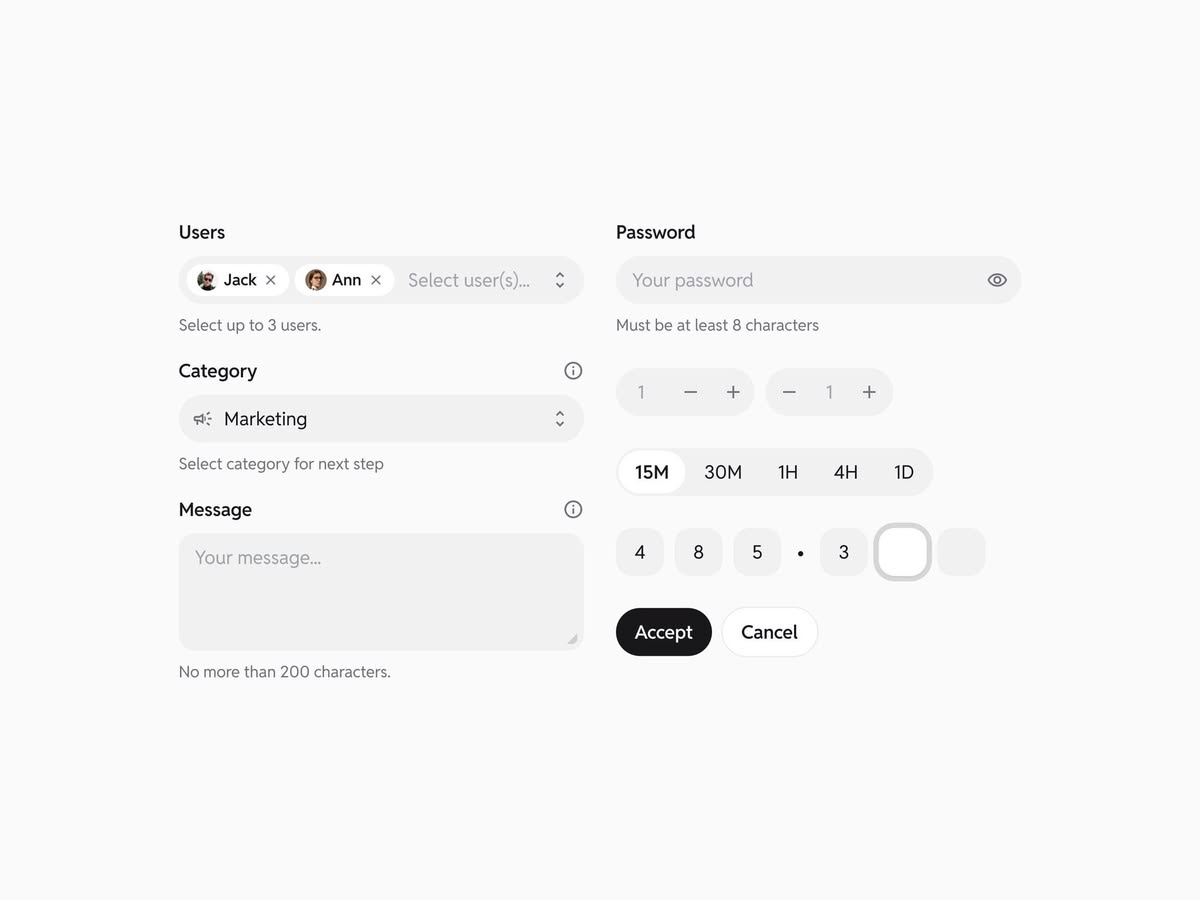 Users
Jack Ann Select user(s)...
Select up to 3 users.
Category
Marketing
Select category for next step
Message
Your message...
No more than 200 characters.
Password
Your password
Must be at least 8 characters
1 − + − 1 +
15M 30M 1H 4H 1D
4 8 5 • 3
Accept Cancel